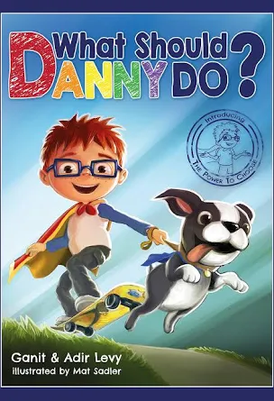 What Should
DANNY DO?
Introducing
The Power To Choose
Ganit & Adir Levy
Illustrated by Mat Sadler